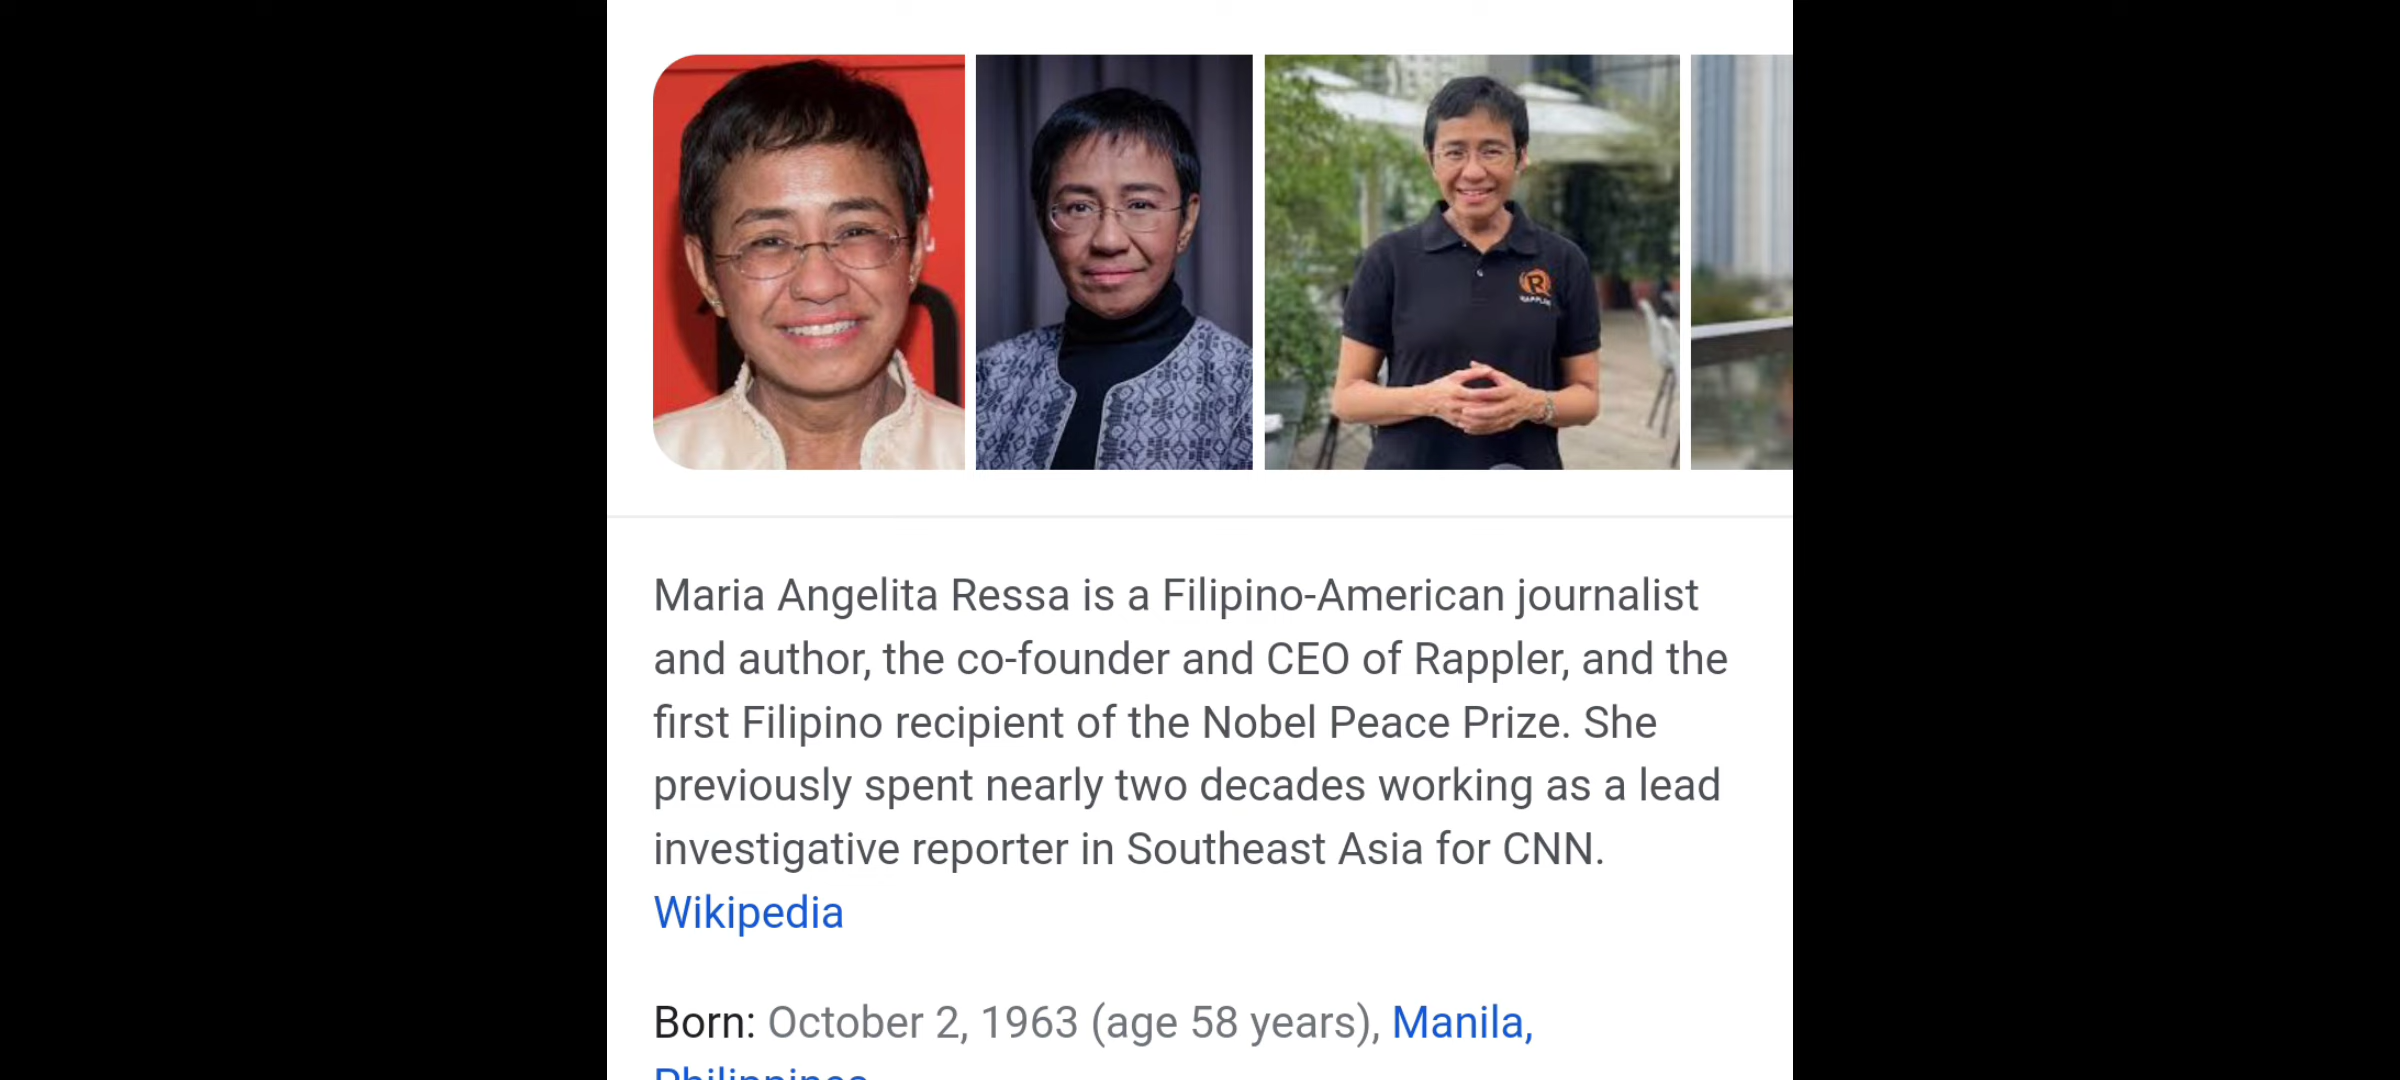 RAPPLER
Maria Angelita Ressa is a Filipino-American journalist
and author, the co-founder and CEO of Rappler, and the
first Filipino recipient of the Nobel Peace Prize. She
previously spent nearly two decades working as a lead
investigative reporter in Southeast Asia for CNN.
Wikipedia
Born: October 2, 1963 (age 58 years), Manila,
Philippines